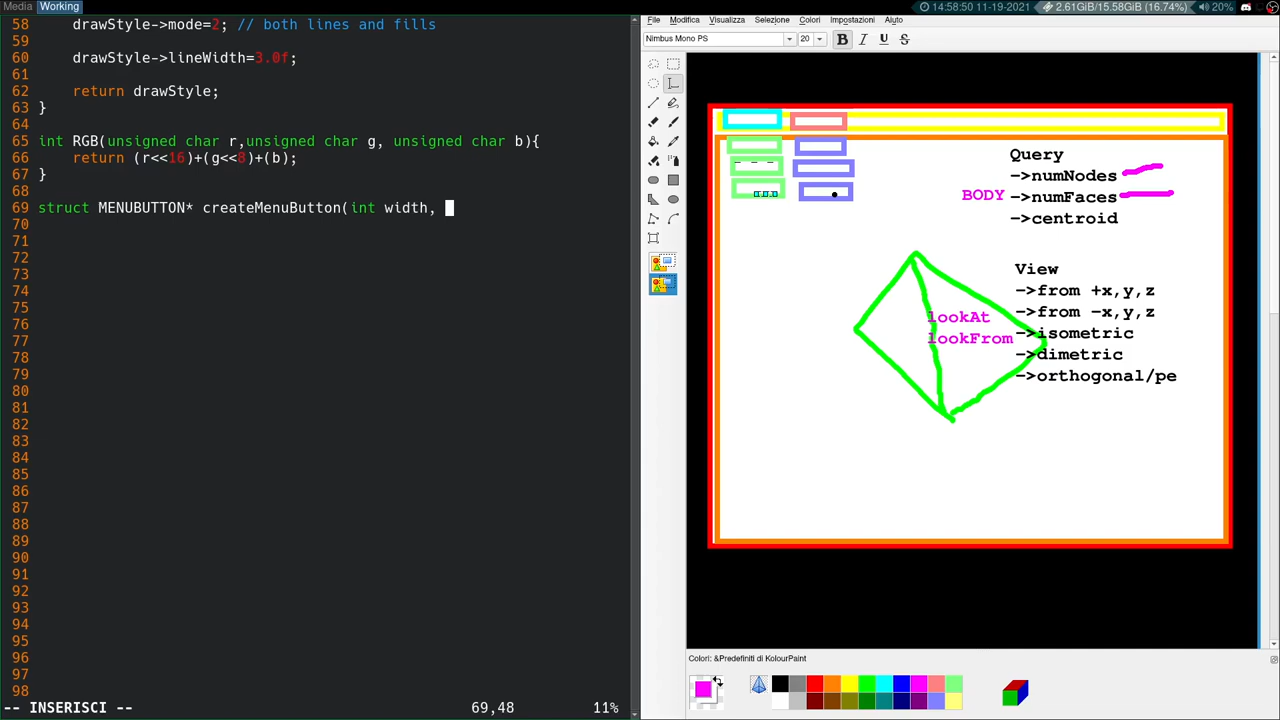 Media Working
14:58:50 11-19-2021 2.61GiB/15.58GiB (16.74%) 20%
58 drawStyle->mode=2; // both lines and fills
59
60 drawStyle->lineWidth=3.0f;
61
62 return drawStyle;
63 }
64
65 int rgb(unsigned char r,unsigned char g, unsigned char b){
66 return (r<<16)+(g<<8)+(b);
67 }
68
69 struct MENUBUTTON* createMenuButton(int width,
70
71
72
73
74
75
76
77
78
79
80
81
82
83
84
85
86
87
88
89
90
91
92
93
94
95
96
97
98
-- INSERTSCI -- 69,48 11%
File Modifica Visualizza Selezione Colori Impostazioni Aiuto
Nimbus Mono PS 20 B I U S
Query
->numNodes
BODY ->numFaces
->centroid
View
->from +x,y,z
->from -x,y,z
->isometric
->dimetric
->orthogonal/pe
lookAt
lookFrom
Colori: &Predefiniti di KolourPaint